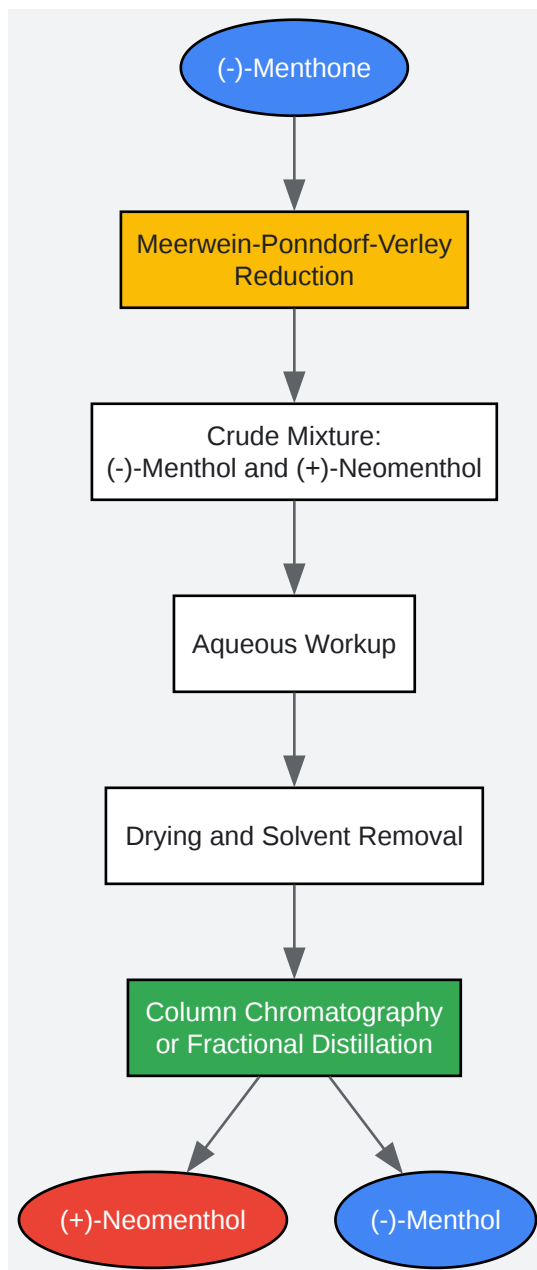 (-)-Menthone
Meerwein-Ponndorf-Verley
Reduction
Crude Mixture:
(-)-Menthol and (+)-Neomenthol
Aqueous Workup
Drying and Solvent Removal
Column Chromatography
or Fractional Distillation
(+)-Neomenthol
(-)-Menthol